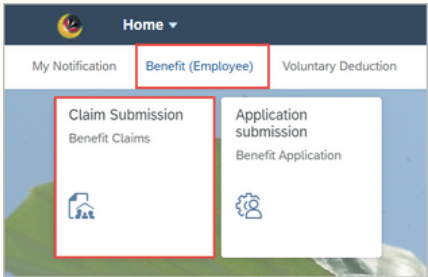 Home
My Notification
Benefit (Employee)
Voluntary Deduction
Claim Submission
Benefit Claims
Application
submission
Benefit Application